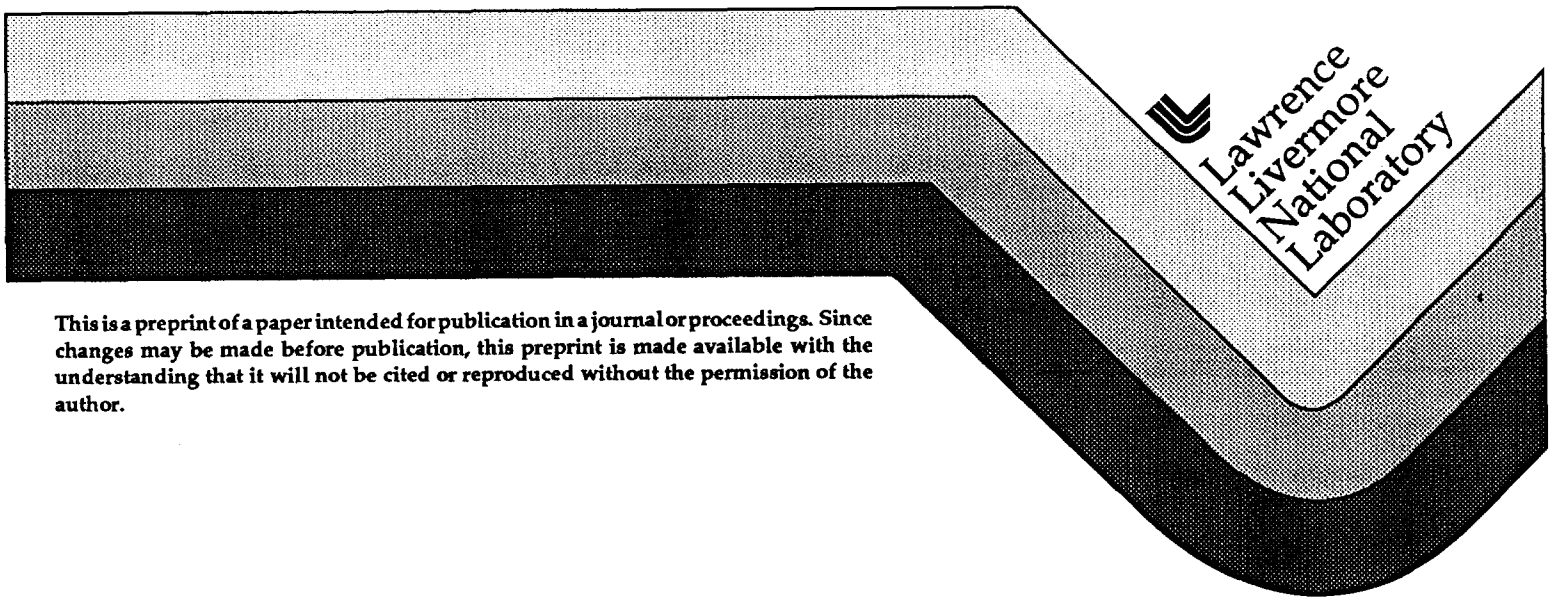 Lawrence
Livermore
National
Laboratory
This is a preprint of a paper intended for publication in a journal or proceedings. Since
changes may be made before publication, this preprint is made available with the
understanding that it will not be cited or reproduced without the permission of the
author.